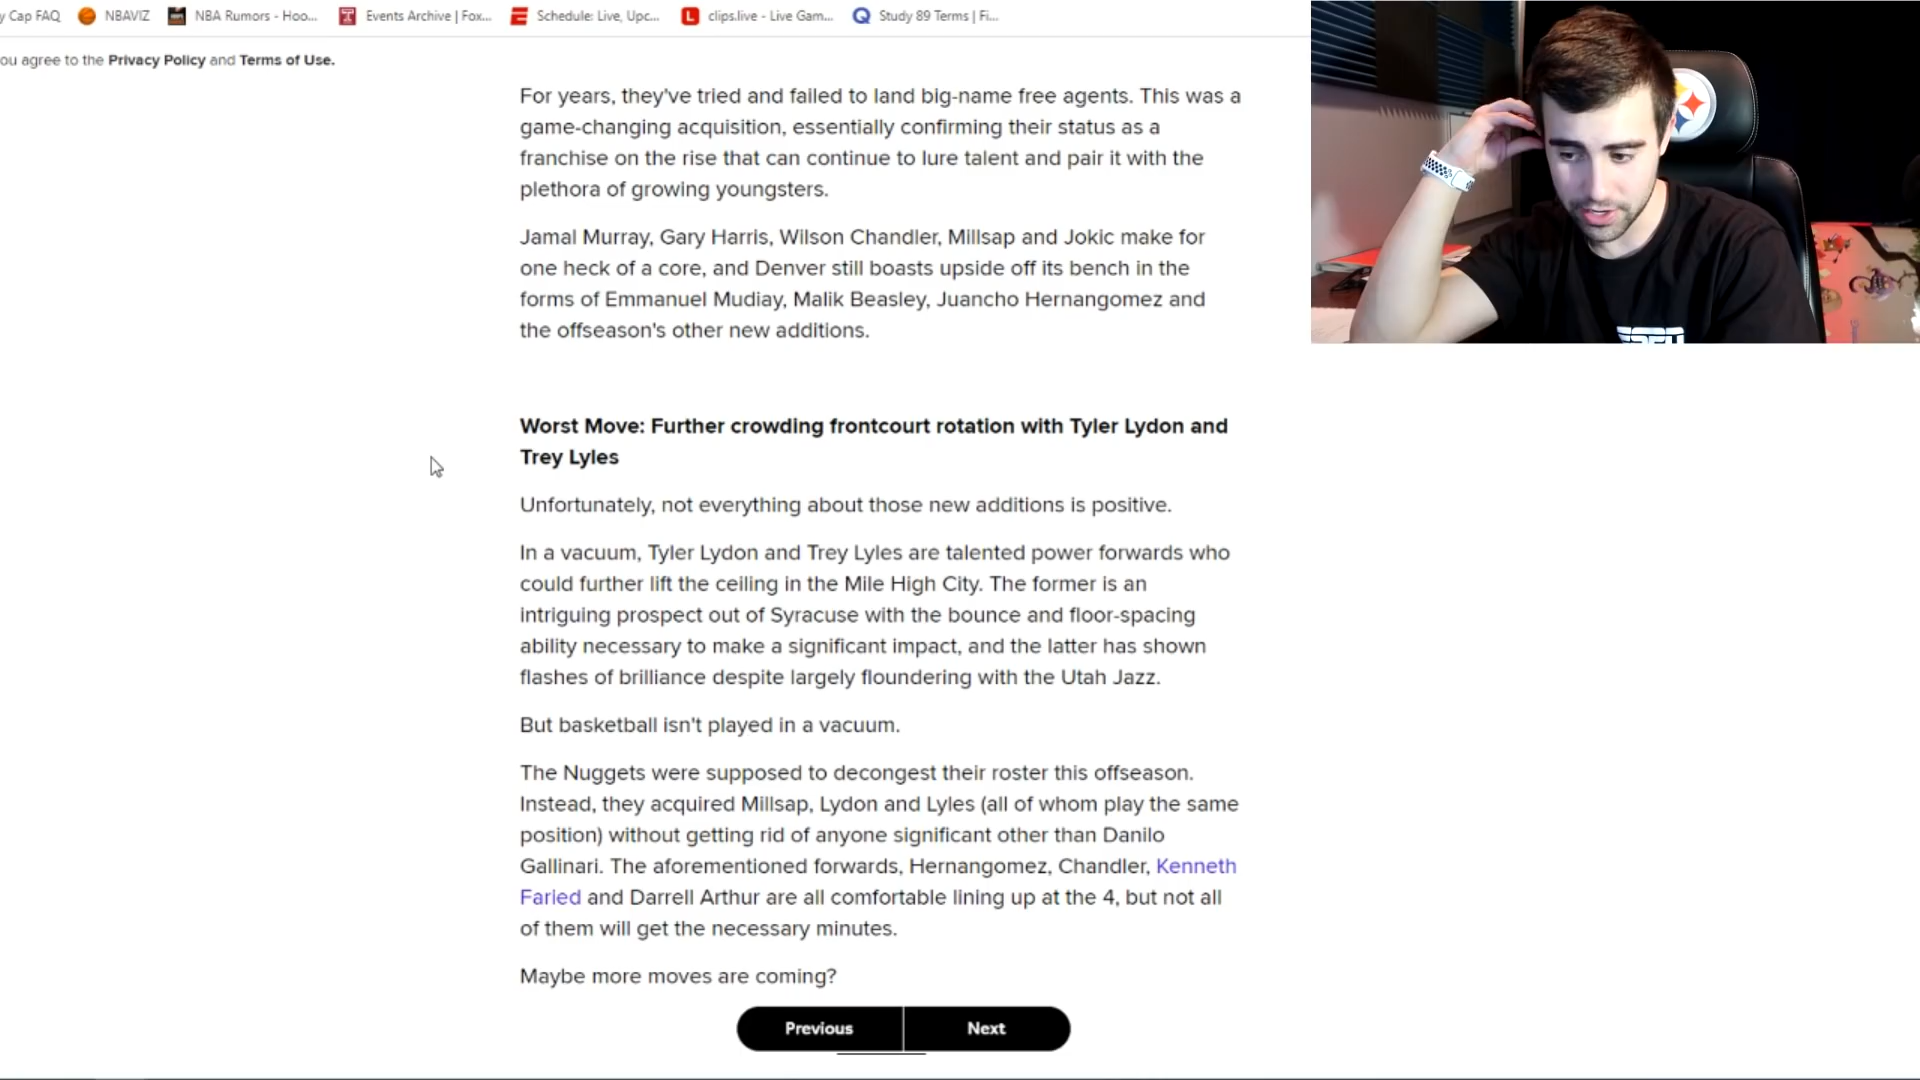 y Cap FAQ NBAVIZ NBA Rumors - Hoo... Events Archive | Fox... Schedule: Live, Upc... clips.live - Live Gam... Study 89 Terms | Fi...
ou agree to the Privacy Policy and Terms of Use.
For years, they've tried and failed to land big-name free agents. This was a
game-changing acquisition, essentially confirming their status as a
franchise on the rise that can continue to lure talent and pair it with the
plethora of growing youngsters.
Jamal Murray, Gary Harris, Wilson Chandler, Millsap and Jokic make for
one heck of a core, and Denver still boasts upside off its bench in the
forms of Emmanuel Mudiay, Malik Beasley, Juancho Hernangomez and
the offseason's other new additions.
Worst Move: Further crowding frontcourt rotation with Tyler Lydon and
Trey Lyles
Unfortunately, not everything about those new additions is positive.
In a vacuum, Tyler Lydon and Trey Lyles are talented power forwards who
could further lift the ceiling in the Mile High City. The former is an
intriguing prospect out of Syracuse with the bounce and floor-spacing
ability necessary to make a significant impact, and the latter has shown
flashes of brilliance despite largely floundering with the Utah Jazz.
But basketball isn't played in a vacuum.
The Nuggets were supposed to decongest their roster this offseason.
Instead, they acquired Millsap, Lydon and Lyles (all of whom play the same
position) without getting rid of anyone significant other than Danilo
Gallinari. The aforementioned forwards, Hernangomez, Chandler, Kenneth
Faried and Darrell Arthur are all comfortable lining up at the 4, but not all
of them will get the necessary minutes.
Maybe more moves are coming?
Previous Next